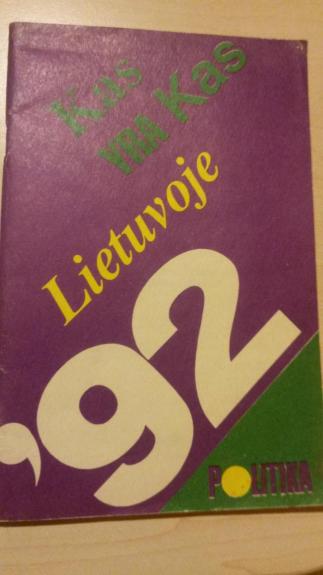 Kas
YRA Kas
Lietuvoje
'92
POLITIKA